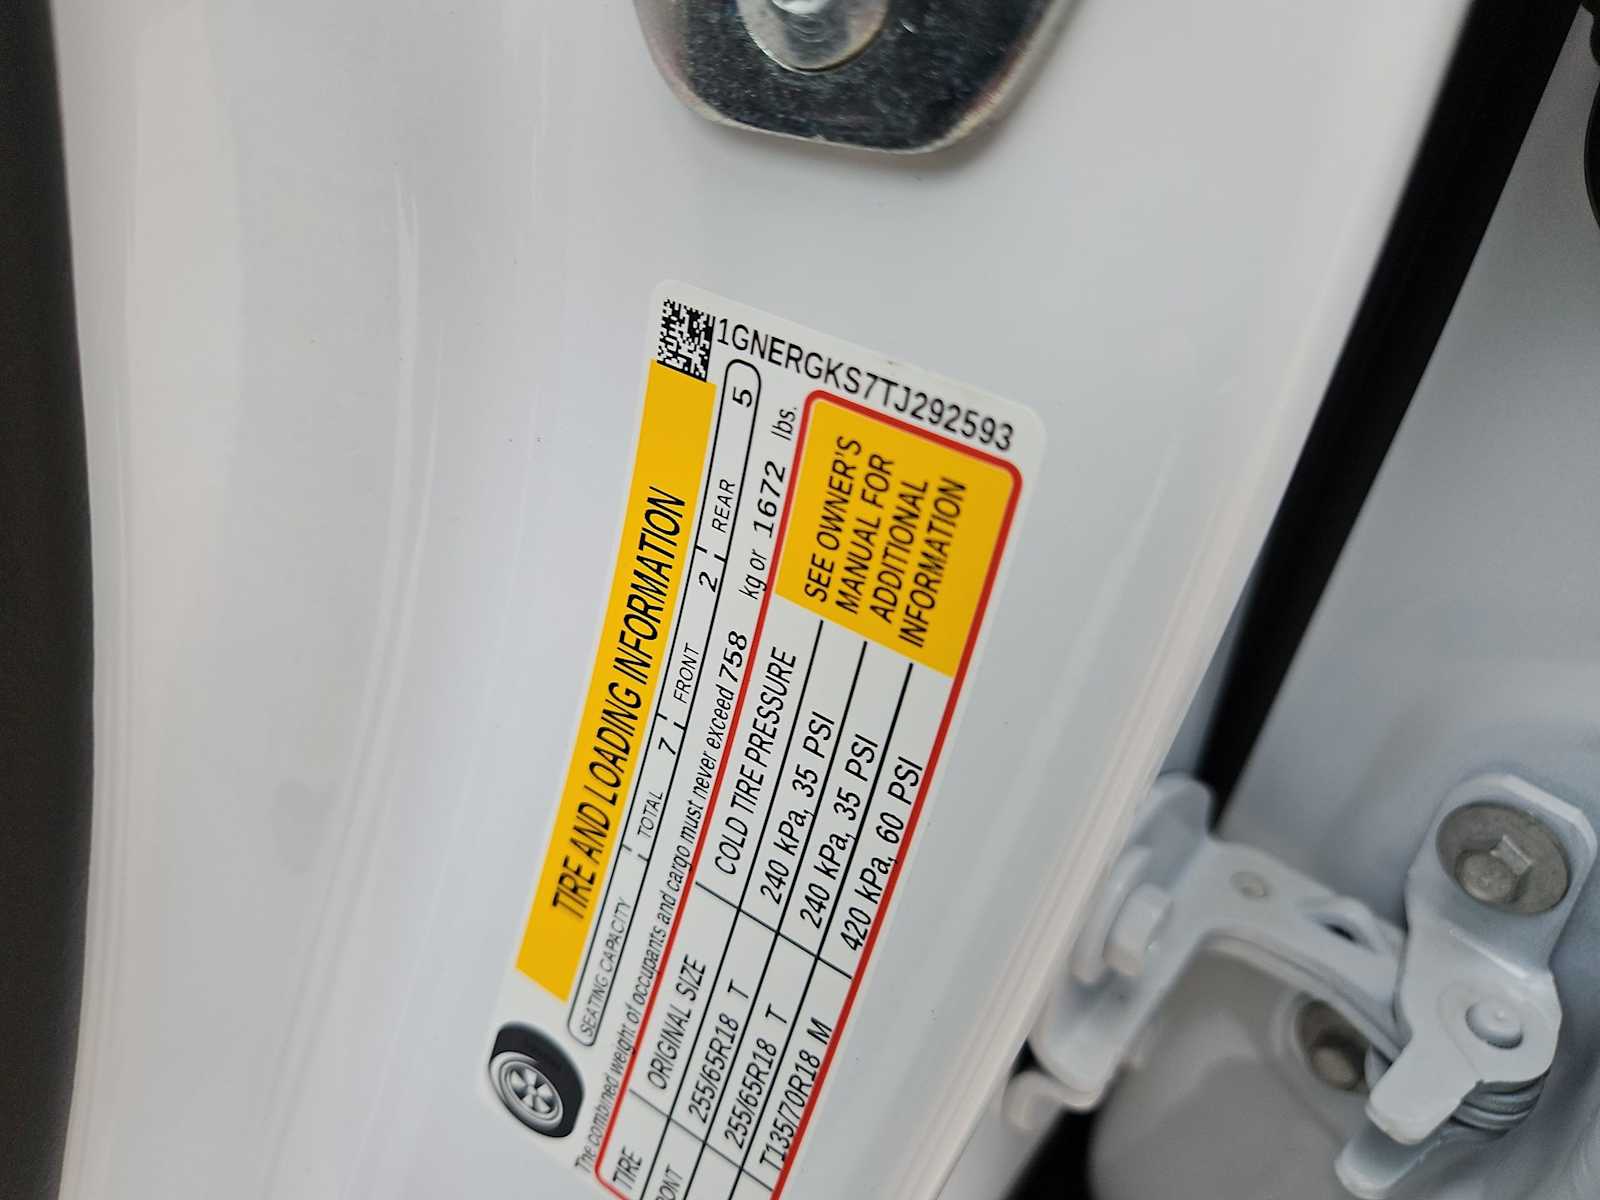 1GNERGKS7TJ292593
TIRE AND LOADING INFORMATION
SEATING CAPACITY TOTAL 7 FRONT 2 REAR 5
The combined weight of occupants and cargo must never exceed 758 kg or 1672 lbs.
TIRE ORIGINAL SIZE COLD TIRE PRESSURE
255/65R18 T 240 kPa, 35 PSI
255/65R18 T 240 kPa, 35 PSI
T135/70R18 M 420 kPa, 60 PSI
SEE OWNER'S
MANUAL FOR
ADDITIONAL
INFORMATION